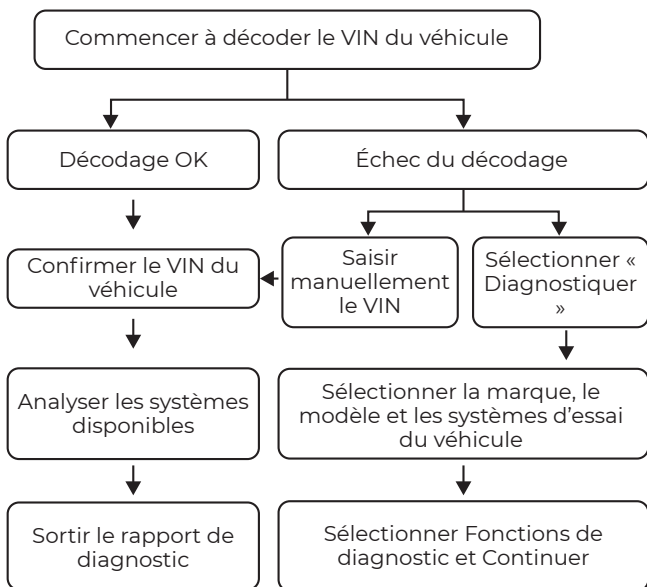 Commencer à décoder le VIN du véhicule
Décodage OK
Échec du décodage
Confirmer le VIN du
véhicule
Saisir
manuellement
le VIN
Sélectionner «
Diagnostiquer
»
Analyser les systèmes
disponibles
Sélectionner la marque, le
modèle et les systèmes d’essai
du véhicule
Sortir le rapport de
diagnostic
Sélectionner Fonctions de
diagnostic et Continuer